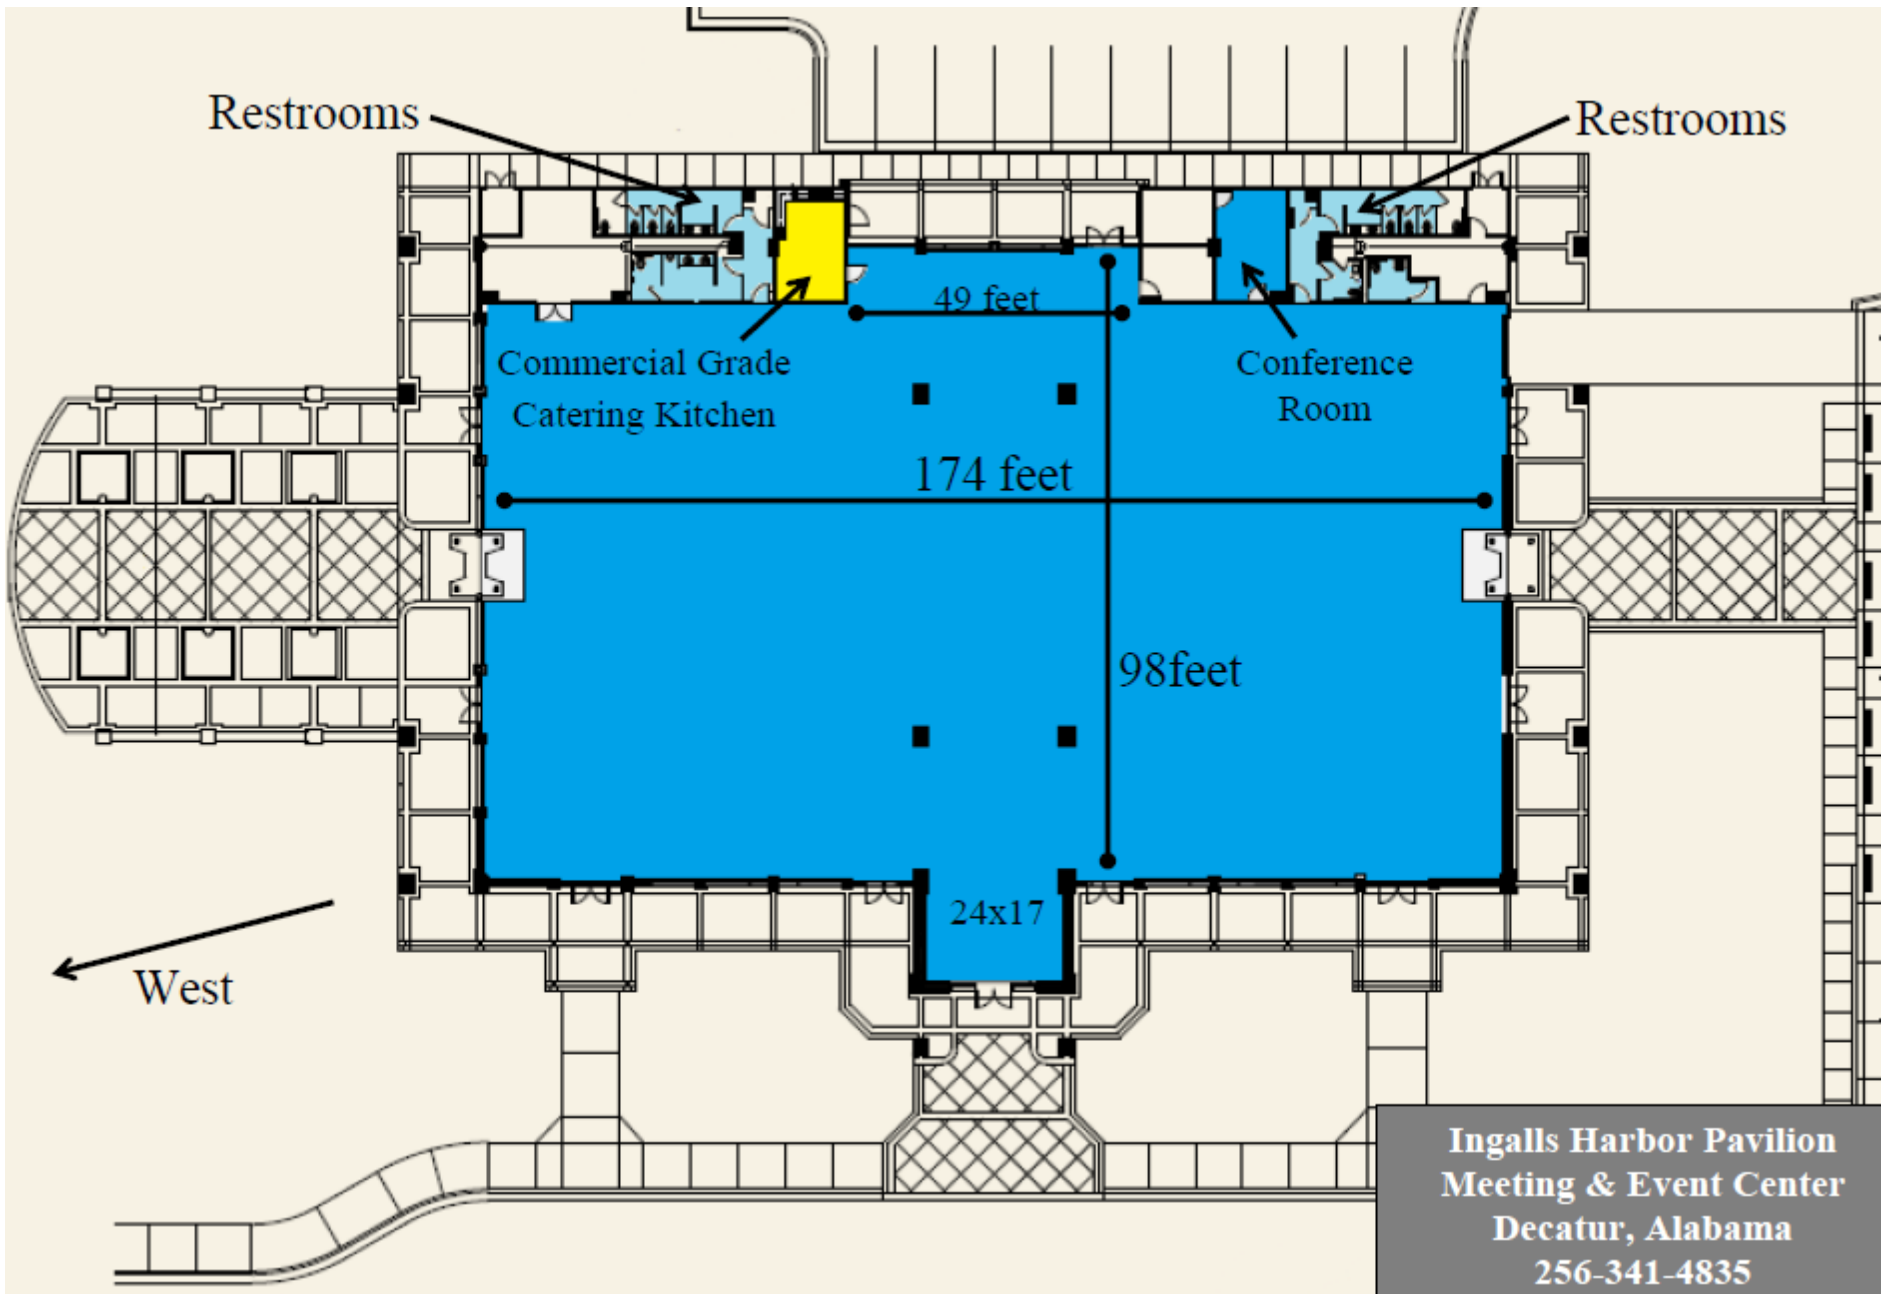 Restrooms
Restrooms
49 feet
Commercial Grade
Catering Kitchen
Conference
Room
174 feet
98feet
24x17
West
Ingalls Harbor Pavilion
Meeting & Event Center
Decatur, Alabama
256-341-4835